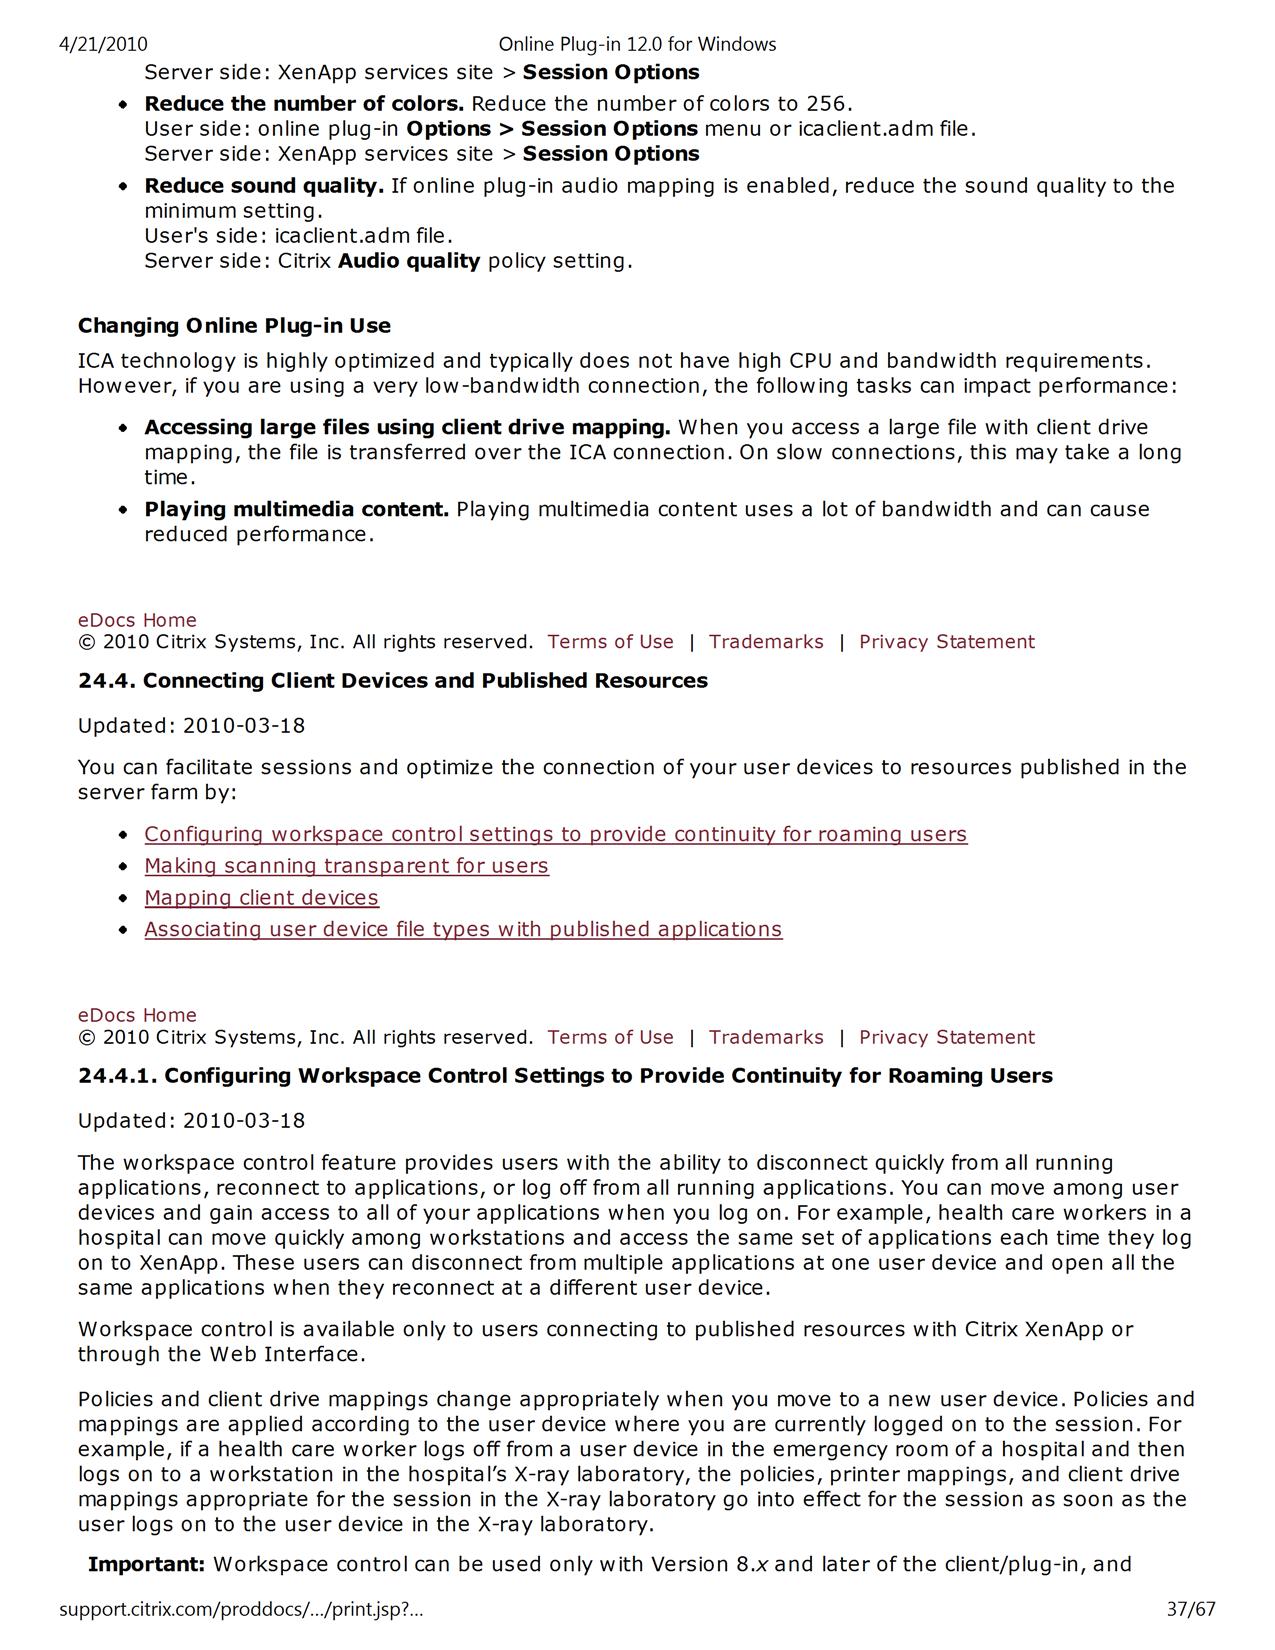 4/21/2010 Online Plug-in 12.0 for Windows
Server side: XenApp services site > Session Options
• Reduce the number of colors. Reduce the number of colors to 256.
User side: online plug-in Options > Session Options menu or icaclient.adm file.
Server side: XenApp services site > Session Options
• Reduce sound quality. If online plug-in audio mapping is enabled, reduce the sound quality to the
minimum setting.
User's side: icaclient.adm file.
Server side: Citrix Audio quality policy setting.
Changing Online Plug-in Use
ICA technology is highly optimized and typically does not have high CPU and bandwidth requirements.
However, if you are using a very low-bandwidth connection, the following tasks can impact performance:
• Accessing large files using client drive mapping. When you access a large file with client drive
mapping, the file is transferred over the ICA connection. On slow connections, this may take a long
time.
• Playing multimedia content. Playing multimedia content uses a lot of bandwidth and can cause
reduced performance.
eDocs Home
© 2010 Citrix Systems, Inc. All rights reserved. Terms of Use | Trademarks | Privacy Statement
24.4. Connecting Client Devices and Published Resources
Updated: 2010-03-18
You can facilitate sessions and optimize the connection of your user devices to resources published in the
server farm by:
• Configuring workspace control settings to provide continuity for roaming users
• Making scanning transparent for users
• Mapping client devices
• Associating user device file types with published applications
eDocs Home
© 2010 Citrix Systems, Inc. All rights reserved. Terms of Use | Trademarks | Privacy Statement
24.4.1. Configuring Workspace Control Settings to Provide Continuity for Roaming Users
Updated: 2010-03-18
The workspace control feature provides users with the ability to disconnect quickly from all running
applications, reconnect to applications, or log off from all running applications. You can move among user
devices and gain access to all of your applications when you log on. For example, health care workers in a
hospital can move quickly among workstations and access the same set of applications each time they log
on to XenApp. These users can disconnect from multiple applications at one user device and open all the
same applications when they reconnect at a different user device.
Workspace control is available only to users connecting to published resources with Citrix XenApp or
through the Web Interface.
Policies and client drive mappings change appropriately when you move to a new user device. Policies and
mappings are applied according to the user device where you are currently logged on to the session. For
example, if a health care worker logs off from a user device in the emergency room of a hospital and then
logs on to a workstation in the hospital’s X-ray laboratory, the policies, printer mappings, and client drive
mappings appropriate for the session in the X-ray laboratory go into effect for the session as soon as the
user logs on to the user device in the X-ray laboratory.
Important: Workspace control can be used only with Version 8.x and later of the client/plug-in, and
support.citrix.com/proddocs/.../print.jsp?... 37/67